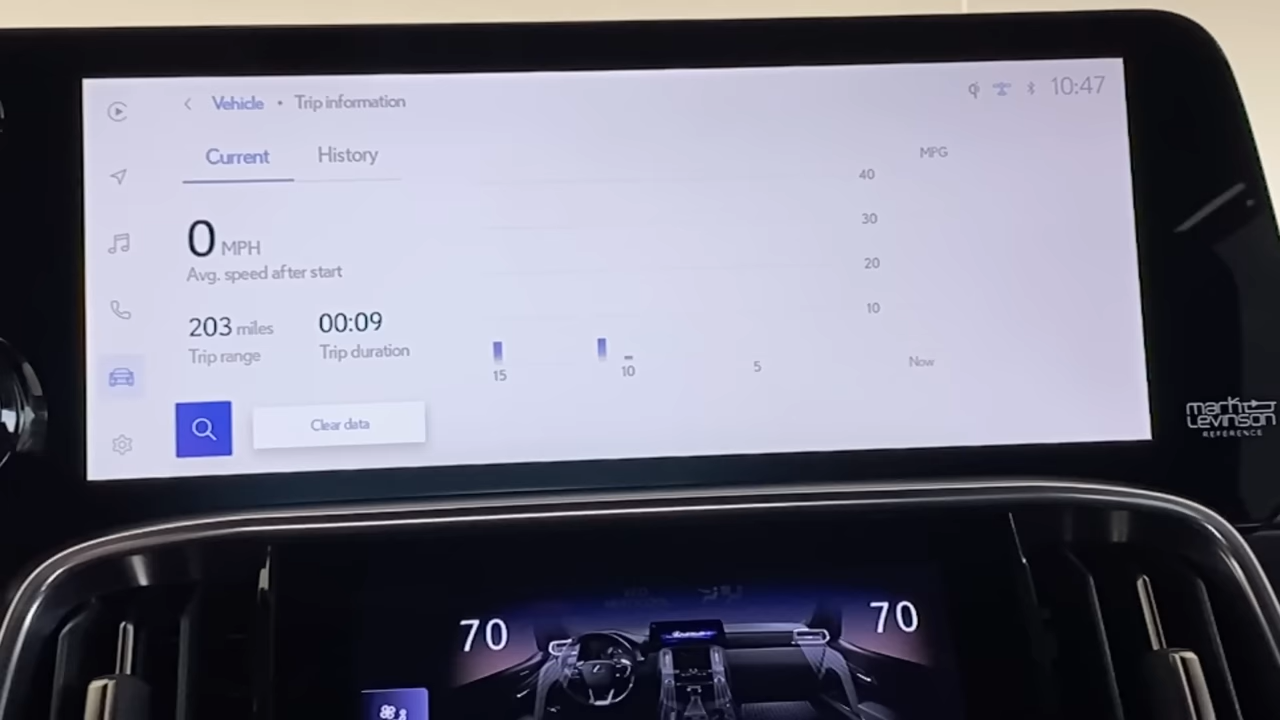 Vehicle • Trip information
10:47
Current
History
MPG
40
30
20
10
0 MPH
Avg. speed after start
203 miles
Trip range
00:09
Trip duration
15
10
5
Now
Clear data
mark Levinson
REFERENCE
70
70